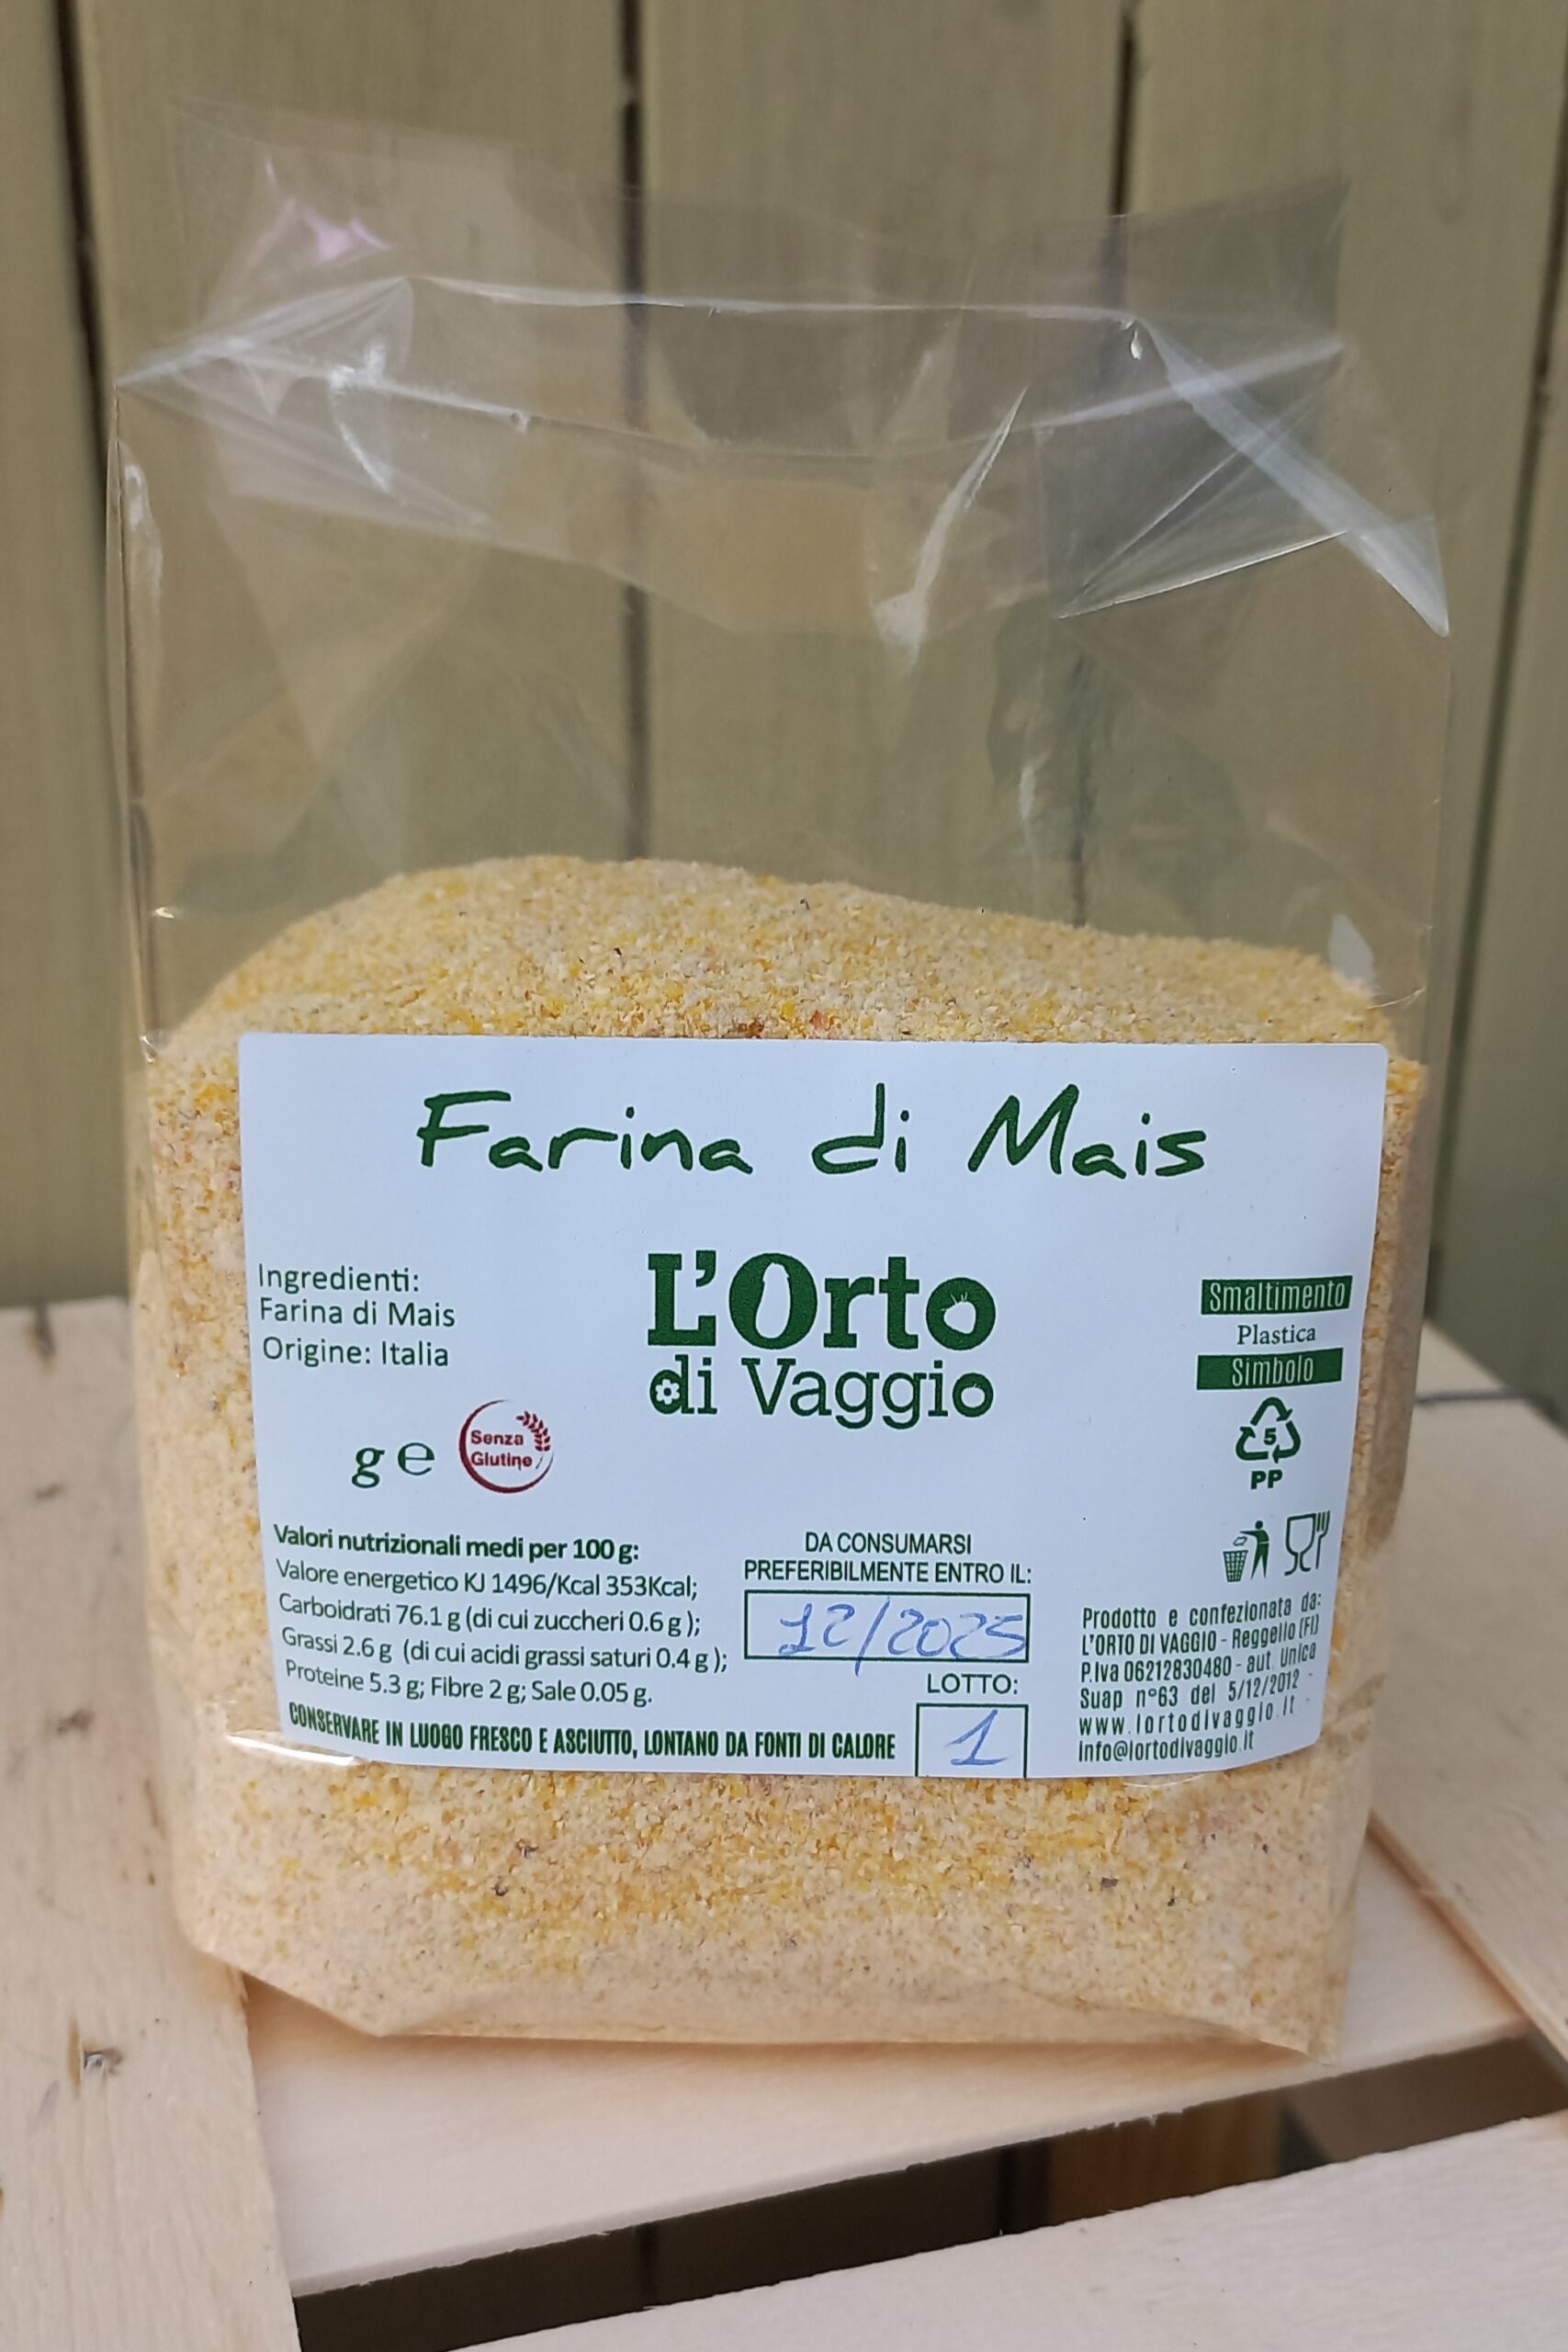 Farina di Mais
L'Orto
di Vaggio
Ingredienti:
Farina di Mais
Origine: Italia
g e
Senza
Glutine
Smaltimento
Plastica
Simbolo
5
PP
Valori nutrizionali medi per 100 g:
Valore energetico KJ 1496/Kcal 353Kcal;
Carboidrati 76.1 g (di cui zuccheri 0.6 g );
Grassi 2.6 g (di cui acidi grassi saturi 0.4 g );
Proteine 5.3 g; Fibre 2 g; Sale 0.05 g.
CONSERVARE IN LUOGO FRESCO E ASCIUTTO, LONTANO DA FONTI DI CALORE
DA CONSUMARSI
PREFERIBILMENTE ENTRO IL:
12/2025
LOTTO:
1
Prodotto e confezionata da:
L'ORTO DI VAGGIO - Reggello (FI)
P.Iva 06212830480 - aut. Unica
Suap n°63 del 5/12/2012 -
www.lortodivaggio.it -
info@lortodivaggio.it